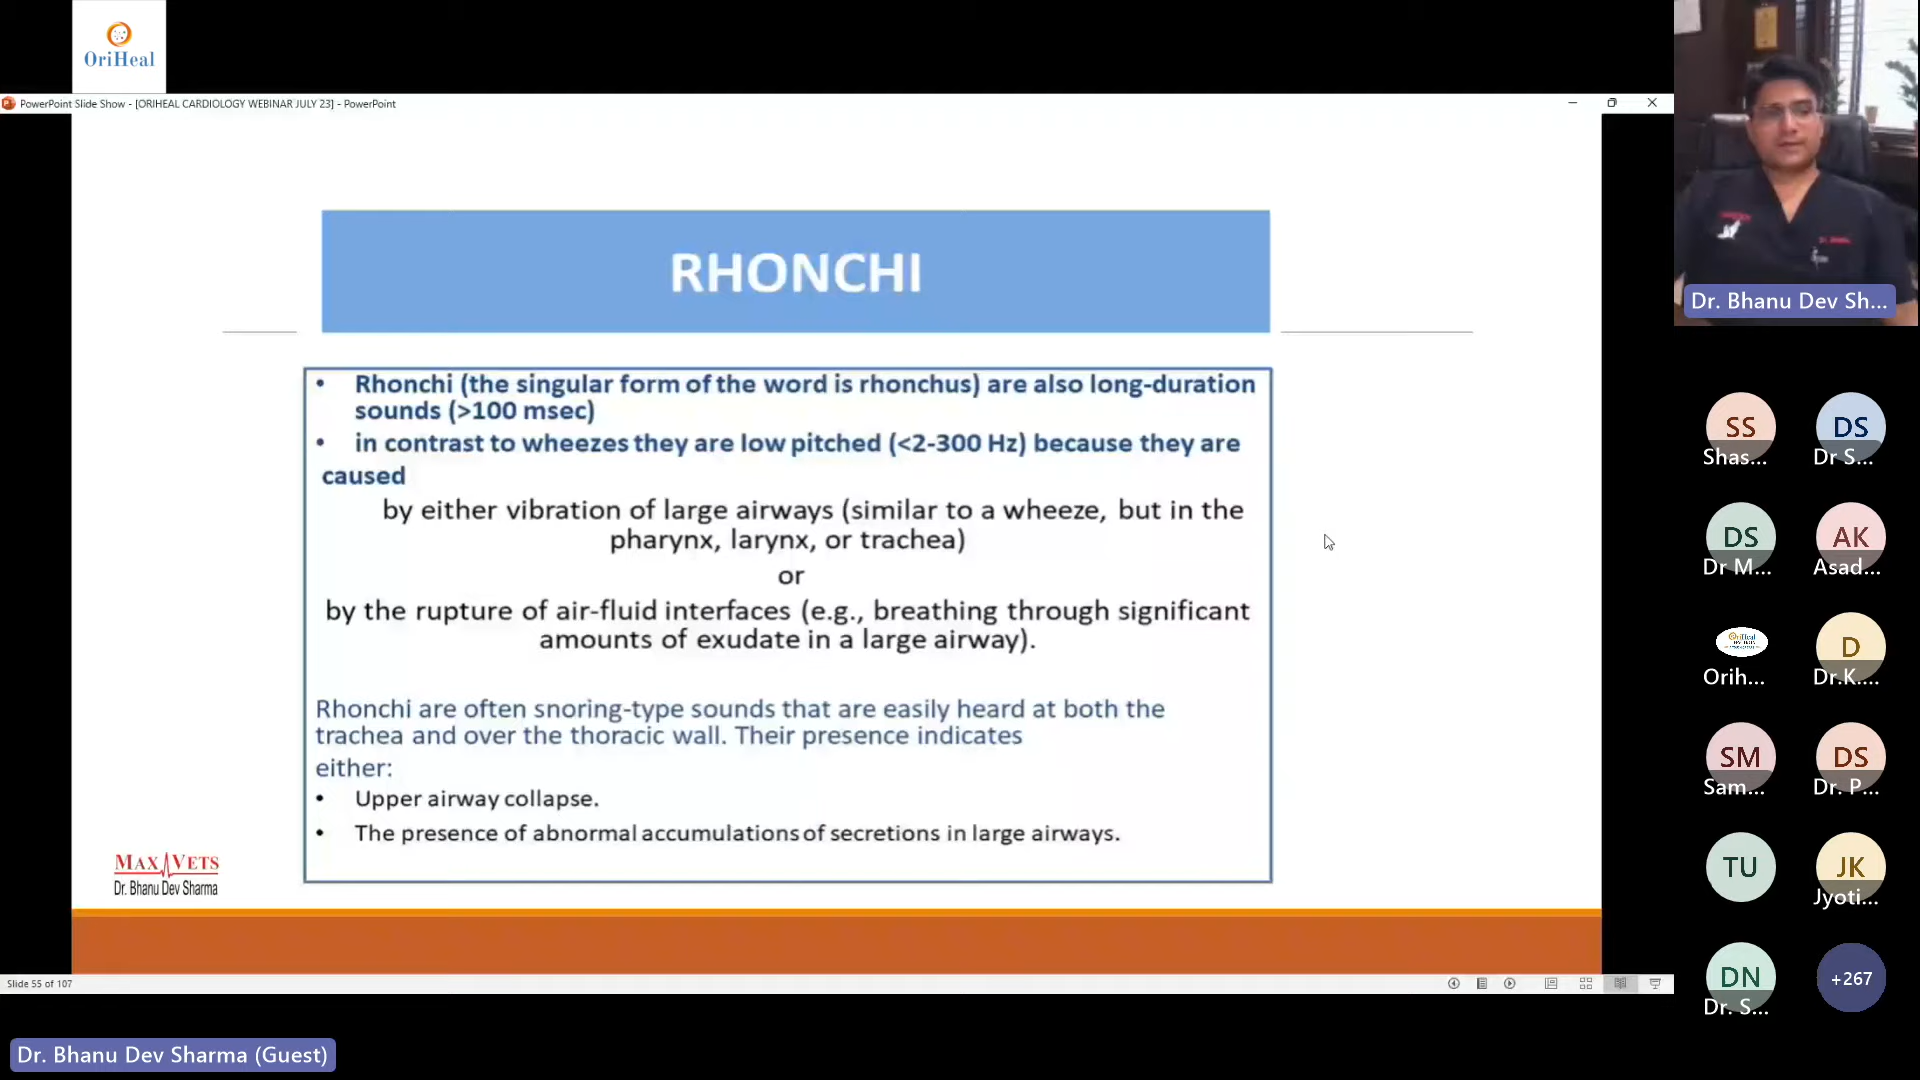 OriHeal
PowerPoint Slide Show - [ORIHEAL CARDIOLOGY WEBINAR JULY 23] - PowerPoint
RHONCHI
• Rhonchi (the singular form of the word is rhonchus) are also long-duration
sounds (>100 msec)
• in contrast to wheezes they are low pitched (<2-300 Hz) because they are
caused
by either vibration of large airways (similar to a wheeze, but in the
pharynx, larynx, or trachea)
or
by the rupture of air-fluid interfaces (e.g., breathing through significant
amounts of exudate in a large airway).
Rhonchi are often snoring-type sounds that are easily heard at both the
trachea and over the thoracic wall. Their presence indicates
either:
• Upper airway collapse.
• The presence of abnormal accumulations of secretions in large airways.
MAX VETS
Dr. Bhanu Dev Sharma
Slide 55 of 107
Dr. Bhanu Dev Sharma (Guest)
Dr. Bhanu Dev Sh...
SS
Shas...
DS
Dr S...
DS
Dr M...
AK
Asad...
OriHeal
Orih...
D
Dr.K....
SM
Sam...
DS
Dr. P...
TU
JK
Jyoti...
DN
Dr. S...
+267